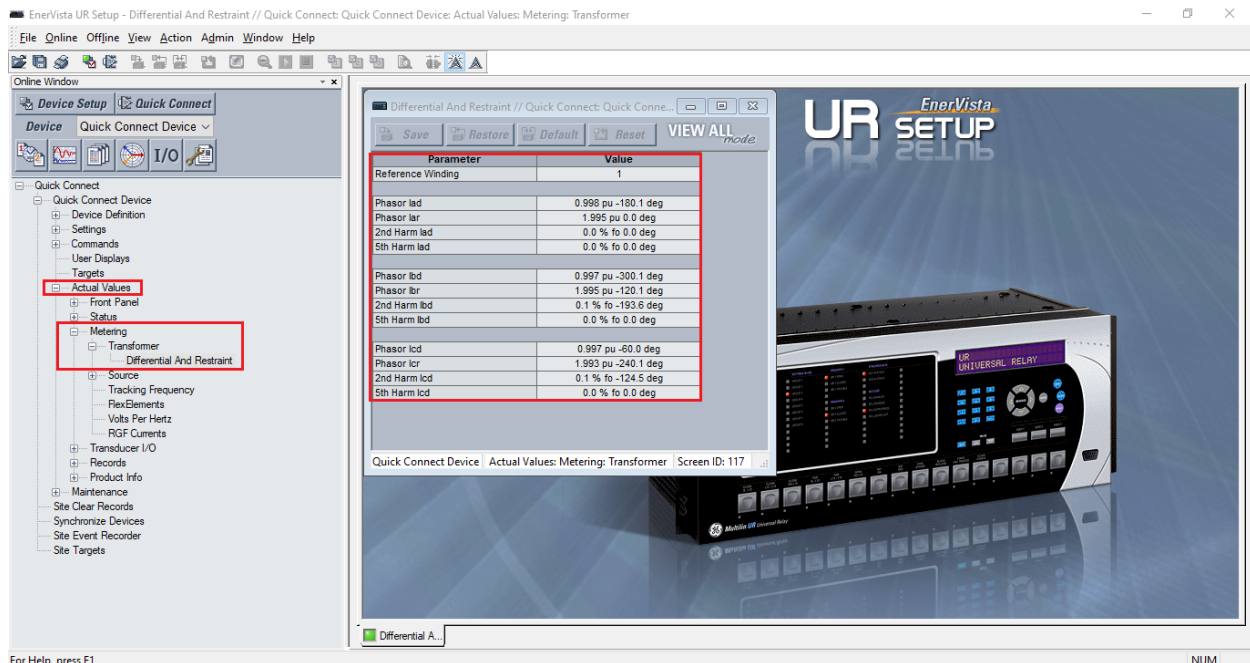 EnerVista UR Setup - Differential And Restraint // Quick Connect: Quick Connect Device: Actual Values: Metering: Transformer
File Online Offline View Action Admin Window Help
Online Window
Device Setup Quick Connect
Device Quick Connect Device
I/O
Quick Connect
Quick Connect Device
Device Definition
Settings
Commands
User Displays
Targets
Actual Values
Front Panel
Status
Metering
Transformer
Differential And Restraint
Source
Tracking Frequency
FlexElements
Volts Per Hertz
RGF Currents
Transducer I/O
Records
Product Info
Maintenance
Site Clear Records
Synchronize Devices
Site Event Recorder
Site Targets
Differential And Restraint // Quick Connect: Quick Conne...
Save Restore Default Reset VIEW ALL mode
Parameter Value
Reference Winding 1
Phasor Iad 0.998 pu -180.1 deg
Phasor Iar 1.995 pu 0.0 deg
2nd Harm Iad 0.0 % fo 0.0 deg
5th Harm Iad 0.0 % fo 0.0 deg
Phasor Ibd 0.997 pu -300.1 deg
Phasor Ibr 1.995 pu -120.1 deg
2nd Harm Ibd 0.1 % fo -193.6 deg
5th Harm Ibd 0.0 % fo 0.0 deg
Phasor Icd 0.997 pu -60.0 deg
Phasor Icr 1.993 pu -240.1 deg
2nd Harm Icd 0.1 % fo -124.5 deg
5th Harm Icd 0.0 % fo 0.0 deg
Quick Connect Device Actual Values: Metering: Transformer Screen ID: 117
UR EnerVista
SETUP
UR
UNIVERSAL RELAY
Multilin UR Universal Relay
Differential A...
For Help, press F1
NUM